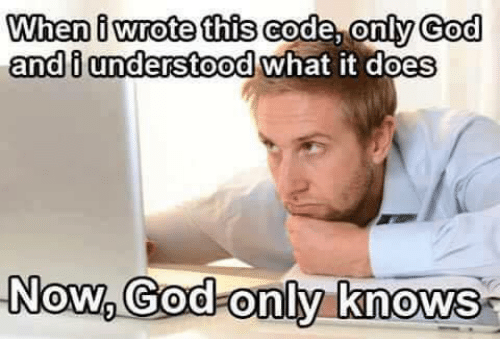 When i wrote this code, only God
and i understood what it does
Now, God only knows